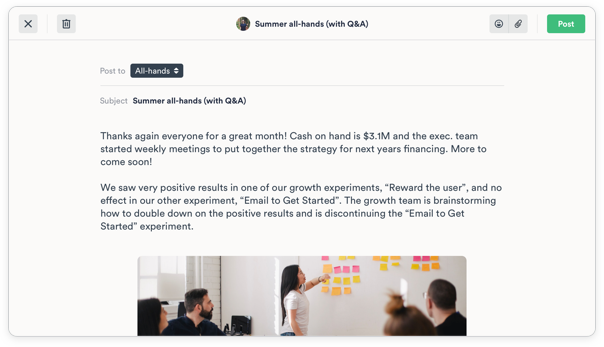 Summer all-hands (with Q&A)
Post
Post to All-hands
Subject Summer all-hands (with Q&A)
Thanks again everyone for a great month! Cash on hand is $3.1M and the exec. team
started weekly meetings to put together the strategy for next years financing. More to
come soon!
We saw very positive results in one of our growth experiments, “Reward the user”, and no
effect in our other experiment, “Email to Get Started”. The growth team is brainstorming
how to double down on the positive results and is discontinuing the “Email to Get
Started” experiment.